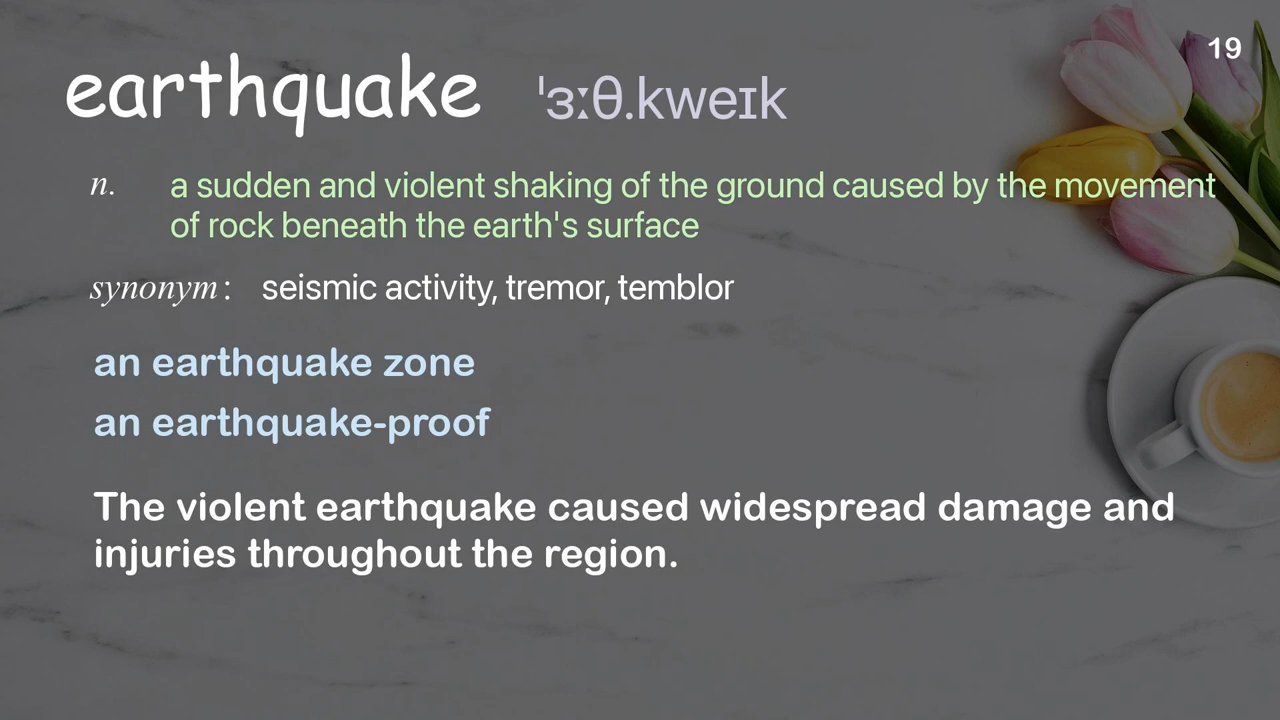 19
earthquake ˈɜːθ.kweɪk
n. a sudden and violent shaking of the ground caused by the movement
of rock beneath the earth's surface
synonym: seismic activity, tremor, temblor
an earthquake zone
an earthquake-proof
The violent earthquake caused widespread damage and
injuries throughout the region.